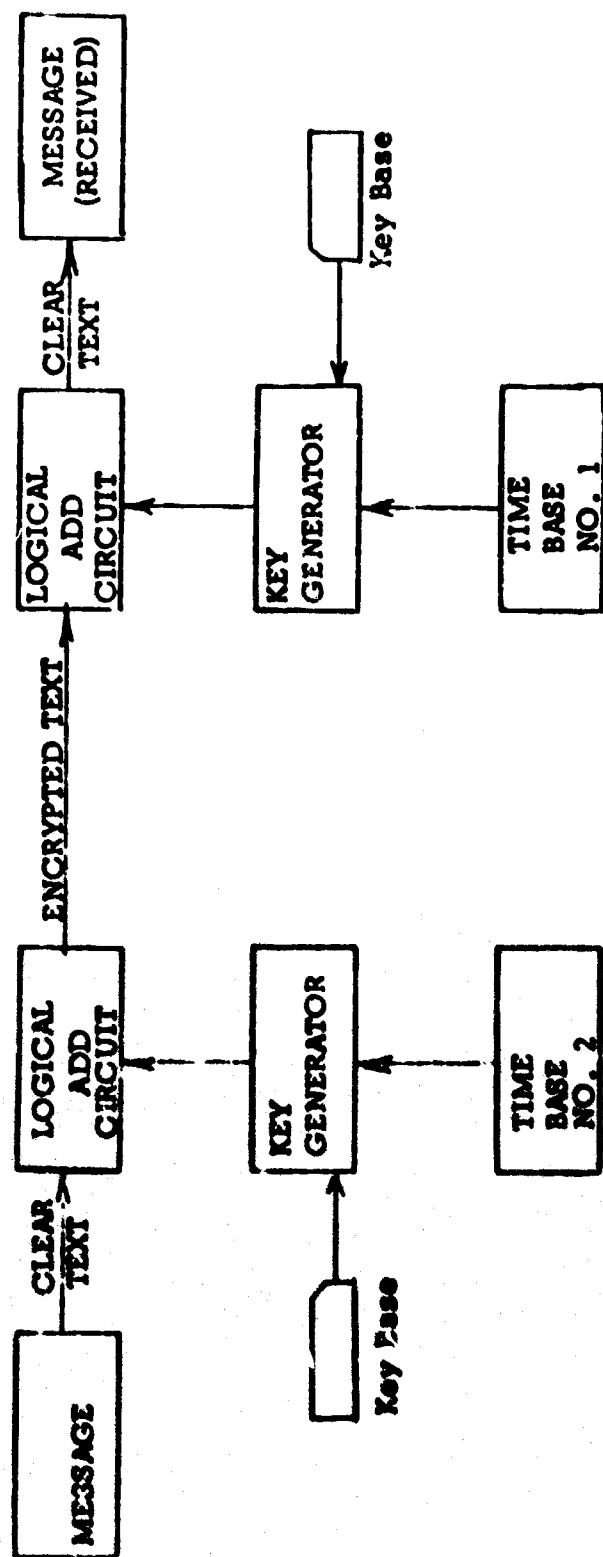 MESSAGE
CLEAR
TEXT
LOGICAL
ADD
CIRCUIT
ENCRYPTED TEXT
LOGICAL
ADD
CIRCUIT
CLEAR
TEXT
MESSAGE
(RECEIVED)
Key Base
KEY
GENERATOR
KEY
GENERATOR
Key Base
TIME
BASE
NO. 2
TIME
BASE
NO. 1